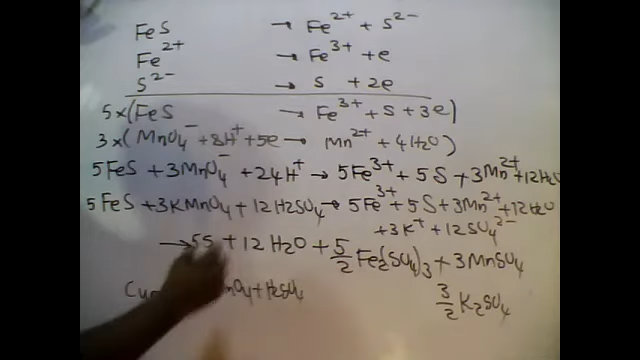 FeS → Fe²⁺ + S²⁻
Fe²⁺ → Fe³⁺ + e
S²⁻ → S + 2e
5×(FeS → Fe³⁺ + S + 3e)
3×(MnO₄⁻ + 8H⁺ + 5e → Mn²⁺ + 4H₂O)
5FeS + 3MnO₄⁻ + 24H⁺ → 5Fe³⁺ + 5S + 3Mn²⁺ + 12H₂O
5FeS + 3KMnO₄ + 12H₂SO₄ → 5Fe³⁺ + 5S + 3Mn²⁺ + 12H₂O
+ 3K⁺ + 12SO₄²⁻
→ 5S + 12H₂O + 5/2 Fe₂(SO₄)₃ + 3MnSO₄
nO₄ + H₂SO₄
3/2 K₂SO₄